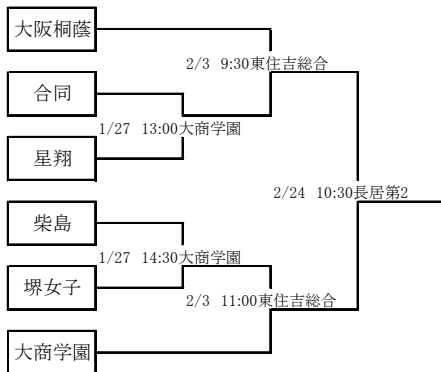 大阪桐蔭
2/3 9:30東住吉総合
合同
1/27 13:00大商学園
星翔
2/24 10:30長居第2
柴島
1/27 14:30大商学園
堺女子
2/3 11:00東住吉総合
大商学園